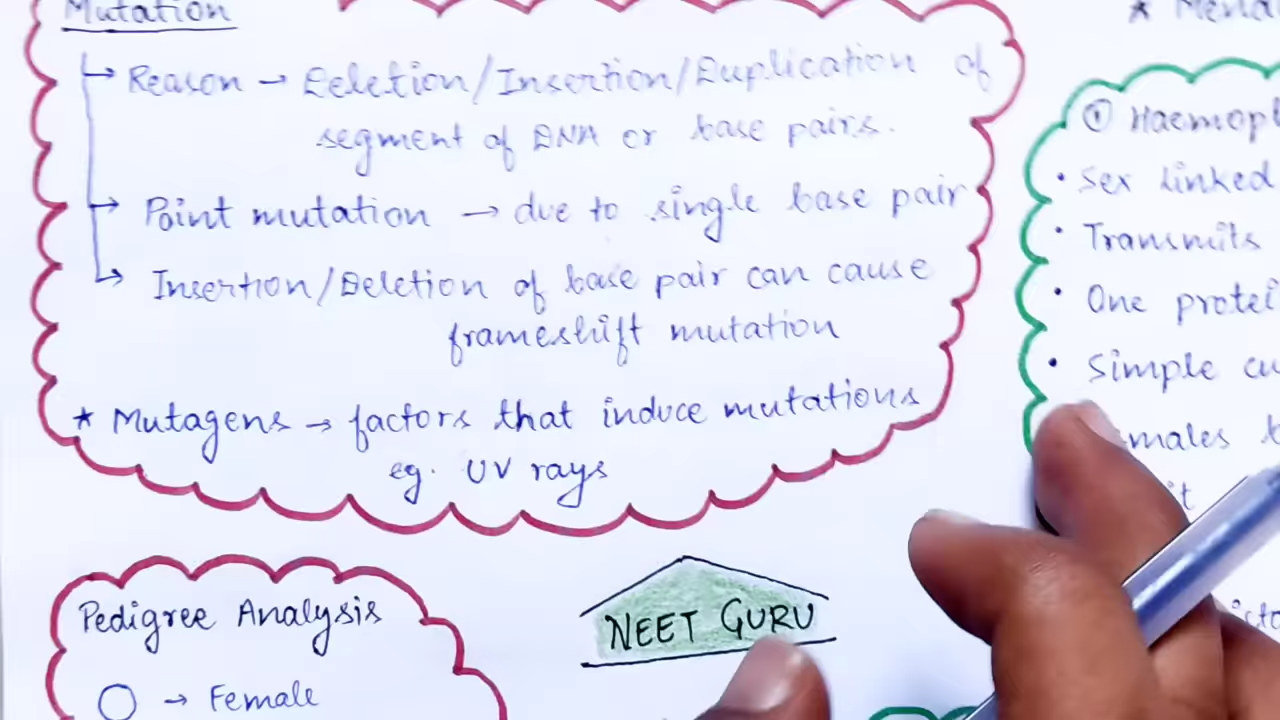 Mutation
→ Reason → Deletion/Insertion/Duplication of
segment of DNA or base pairs.
→ Point mutation → due to single base pair
→ Insertion/Deletion of base pair can cause
frameshift mutation
★ Mutagens → factors that induce mutations
eg. UV rays
Pedigree Analysis
→ Female
NEET GURU
① Haemop
• Sex linked
• Transmits
• One protei
• Simple
males